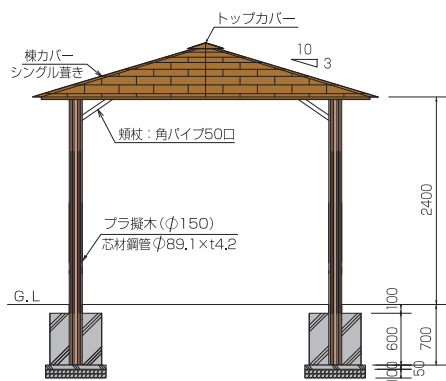 トップカバー
棟カバー
シングル葺き
10
3
頬杖：角パイプ50口
2400
プラ擬木(φ150)
芯材鋼管φ89.1×t4.2
G.L
100
600
700
100
50